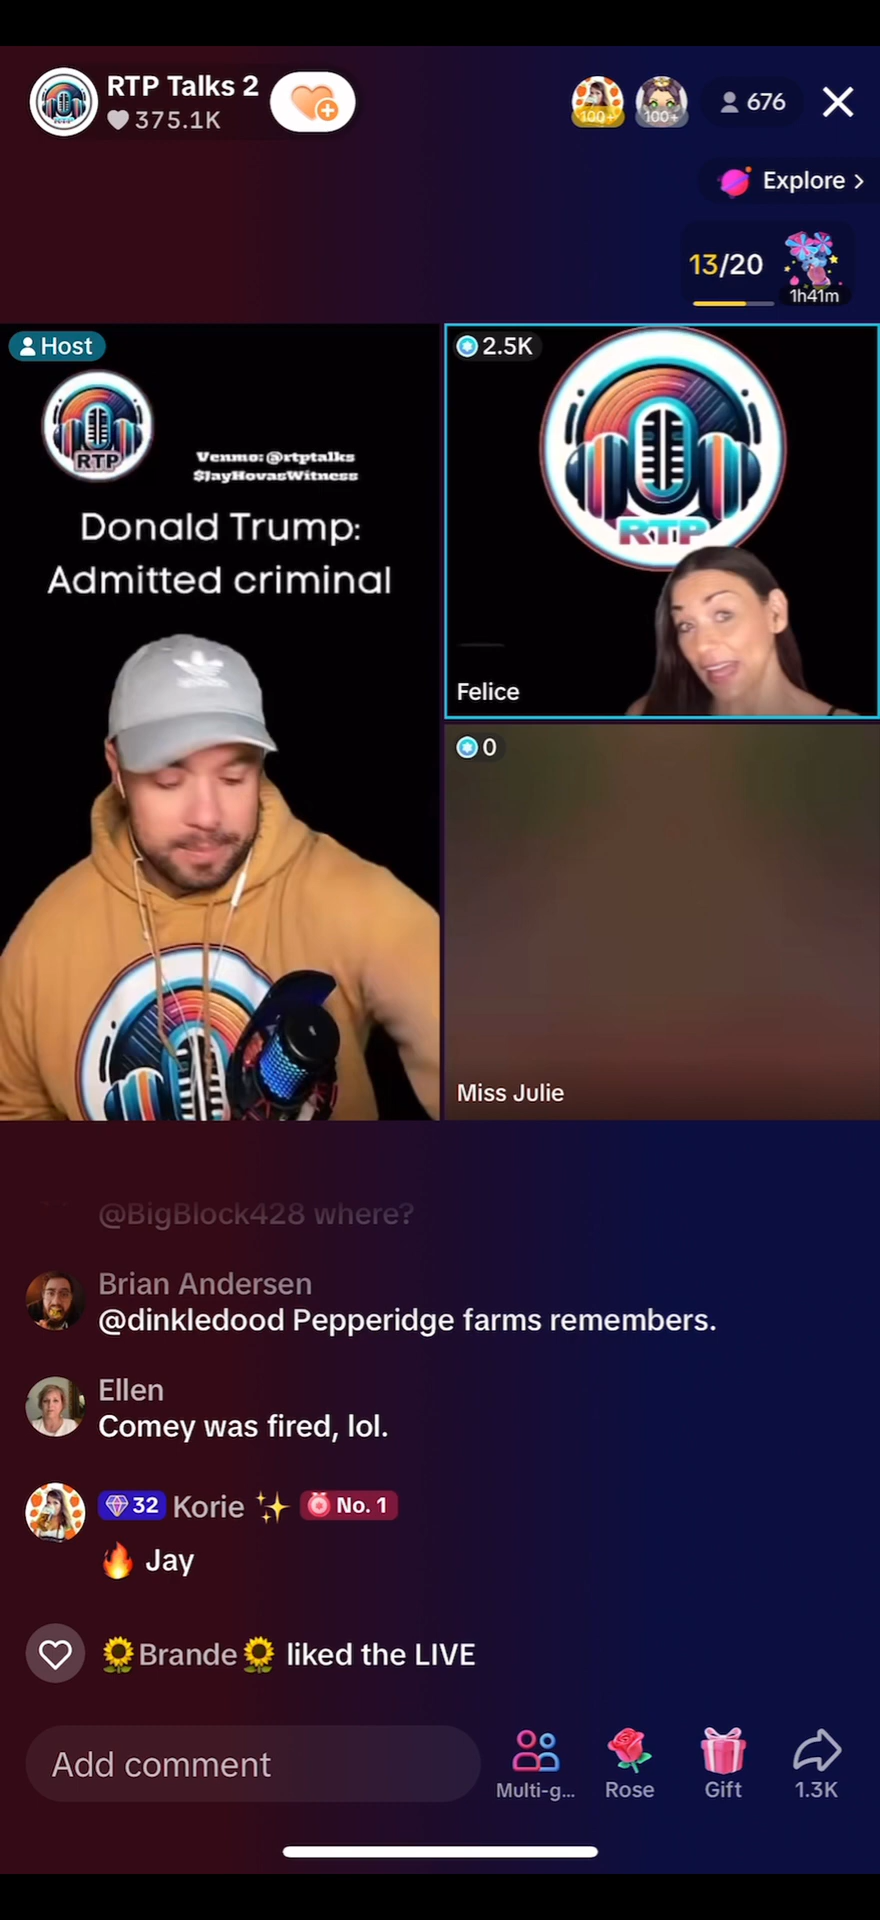 RTP Talks 2
375.1K
100+
100+
676
Explore >
13/20
1h41m
Host
RTP
Venmo: @rtptalks
$JayHovasWitness
Donald Trump:
Admitted criminal
2.5K
RTP
Felice
0
Miss Julie
@BigBlock428 where?
Brian Andersen
@dinkledood Pepperidge farms remembers.
Ellen
Comey was fired, lol.
32 Korie ✨ No. 1
🔥 Jay
🌻Brande🌻 liked the LIVE
Add comment
Multi-g...
Rose
Gift
1.3K